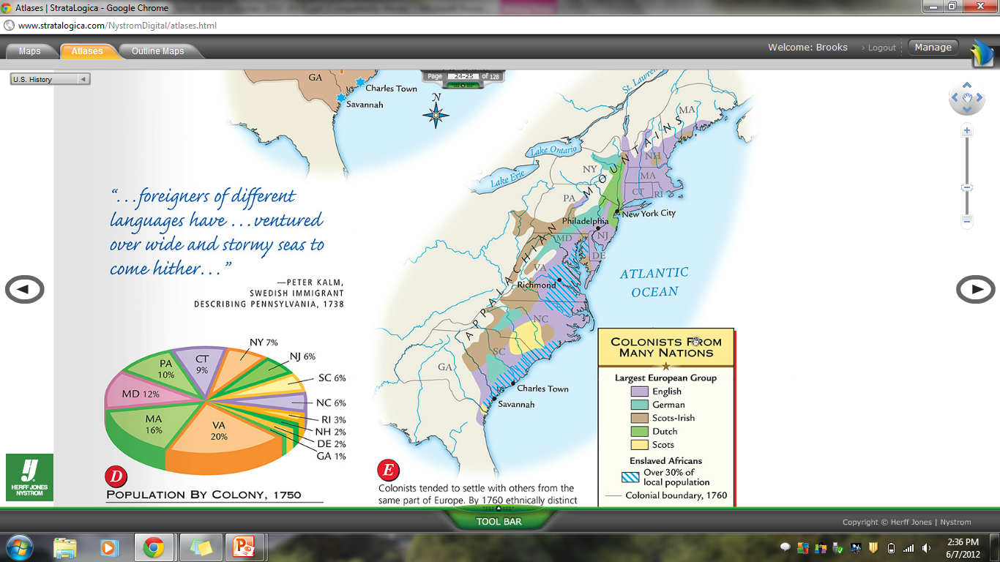 Atlases | StrataLogica - Google Chrome
www.stratalogica.com/NystromDigital/atlases.html
Maps
Atlases
Outline Maps
Welcome: Brooks
› Logout
Manage
U.S. History
Page 24-25 of 128
GA
Charles Town
Savannah
N
“…foreigners of different
languages have …ventured
over wide and stormy seas to
come hither…”
—PETER KALM,
SWEDISH IMMIGRANT
DESCRIBING PENNSYLVANIA, 1738
NY 7%
NJ 6%
SC 6%
NC 6%
RI 3%
NH 2%
DE 2%
GA 1%
VA
20%
MA
16%
MD 12%
PA
10%
CT
9%
D
POPULATION BY COLONY, 1750
HERFF JONES
NYSTROM
St. Lawren
MA
Lake Ontario
Lake Erie
NH
NY
MA
CT
RI
PA
New York City
Philadelphia
NJ
MD
DE
VA
Richmond
APPALACHIAN MOUNTAINS
NC
SC
GA
Charles Town
Savannah
ATLANTIC
OCEAN
E
Colonists tended to settle with others from the
same part of Europe. By 1760 ethnically distinct
COLONISTS FROM
MANY NATIONS
Largest European Group
English
German
Scots-Irish
Dutch
Scots
Enslaved Africans
Over 30% of
local population
Colonial boundary, 1760
TOOL BAR
Copyright © Herff Jones | Nystrom
2:36 PM
6/7/2012